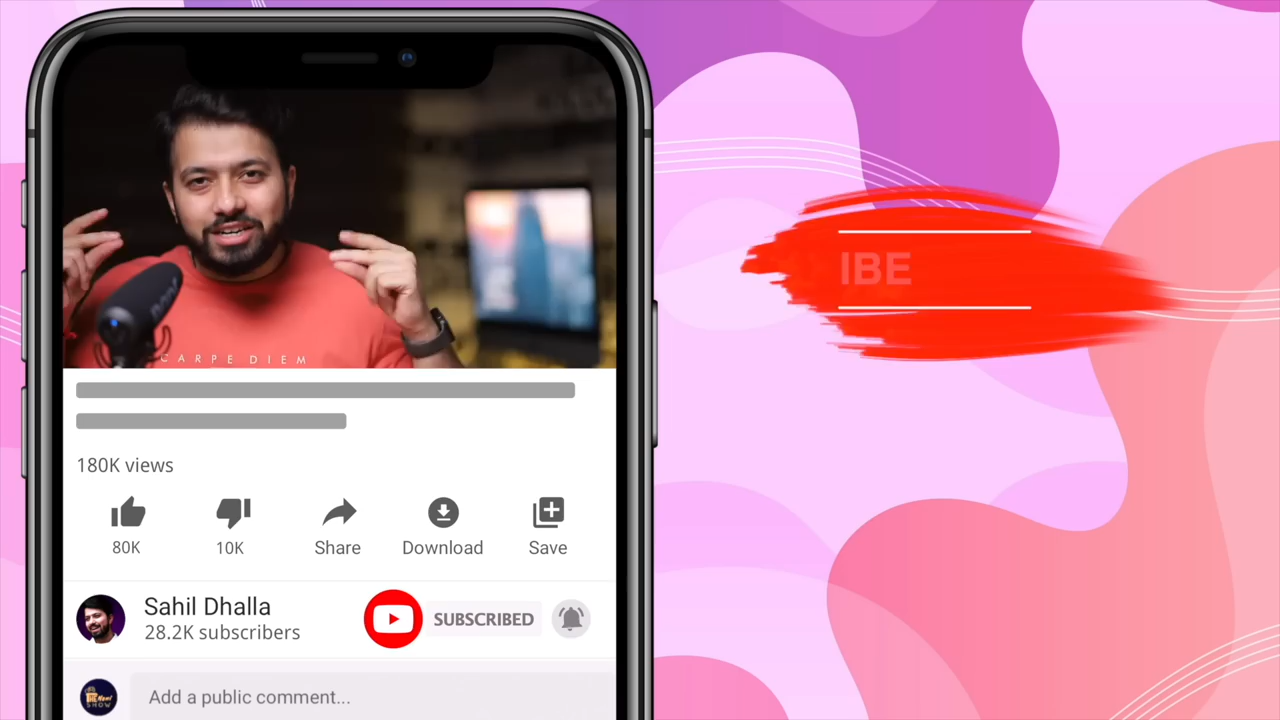 CARPE DIEM
180K views
80K
10K
Share
Download
Save
Sahil Dhalla
28.2K subscribers
SUBSCRIBED
Add a public comment...
IBE